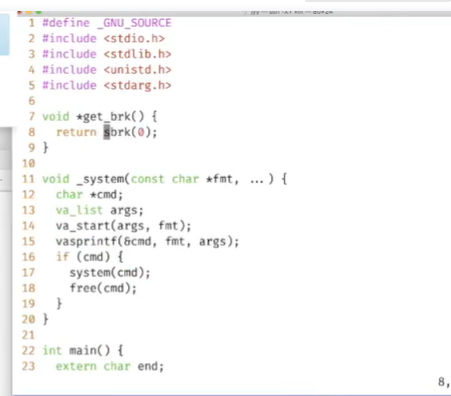 1 #define _GNU_SOURCE
2 #include <stdio.h>
3 #include <stdlib.h>
4 #include <unistd.h>
5 #include <stdarg.h>
6
7 void *get_brk() {
8   return sbrk(0);
9 }
10
11 void _system(const char *fmt, ...) {
12   char *cmd;
13   va_list args;
14   va_start(args, fmt);
15   vasprintf(&cmd, fmt, args);
16   if (cmd) {
17     system(cmd);
18     free(cmd);
19   }
20 }
21
22 int main() {
23   extern char end;
8,